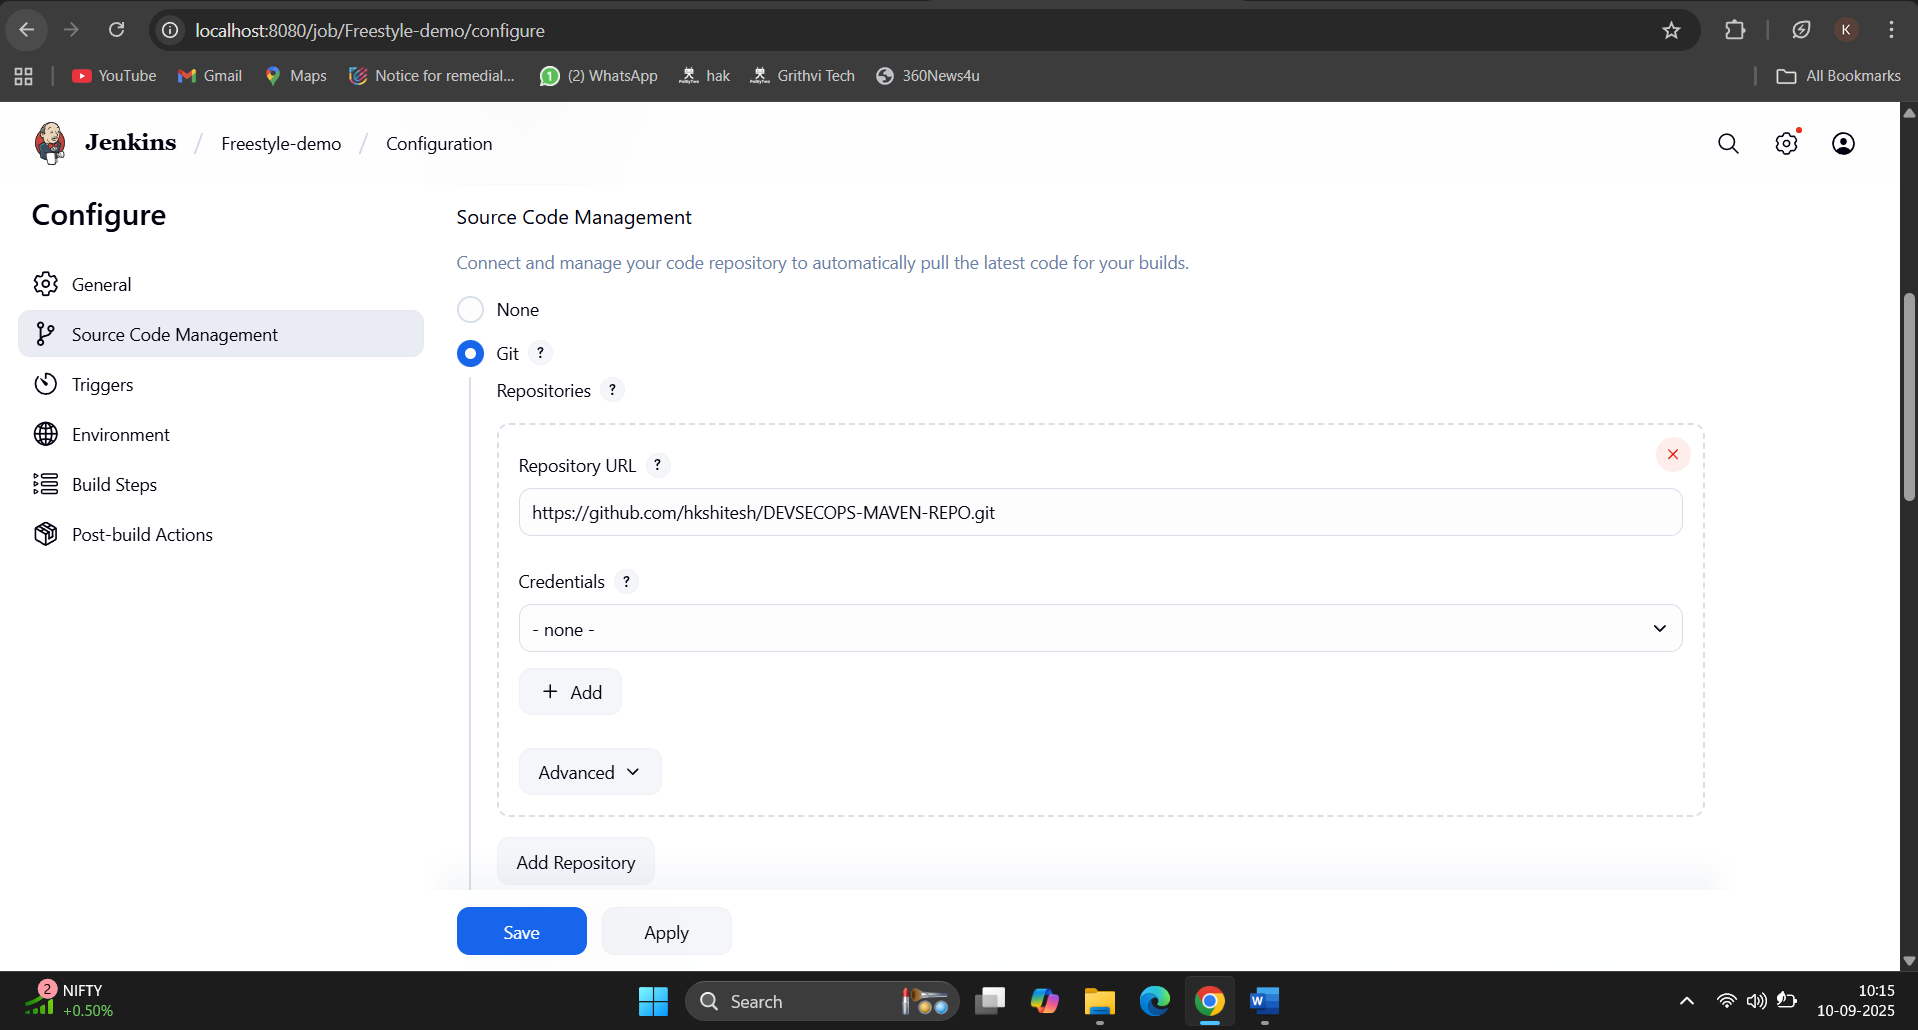 localhost:8080/job/Freestyle-demo/configure
K
YouTube
Gmail
Maps
Notice for remedial...
(2) WhatsApp
hak
Grithvi Tech
360News4u
All Bookmarks
Jenkins / Freestyle-demo / Configuration
Configure
General
Source Code Management
Triggers
Environment
Build Steps
Post-build Actions
Source Code Management
Connect and manage your code repository to automatically pull the latest code for your builds.
None
Git ?
Repositories ?
Repository URL ?
https://github.com/hkshitesh/DEVSECOPS-MAVEN-REPO.git
Credentials ?
- none -
+ Add
Advanced
Add Repository
Save
Apply
2
NIFTY
+0.50%
Search
10:15
10-09-2025